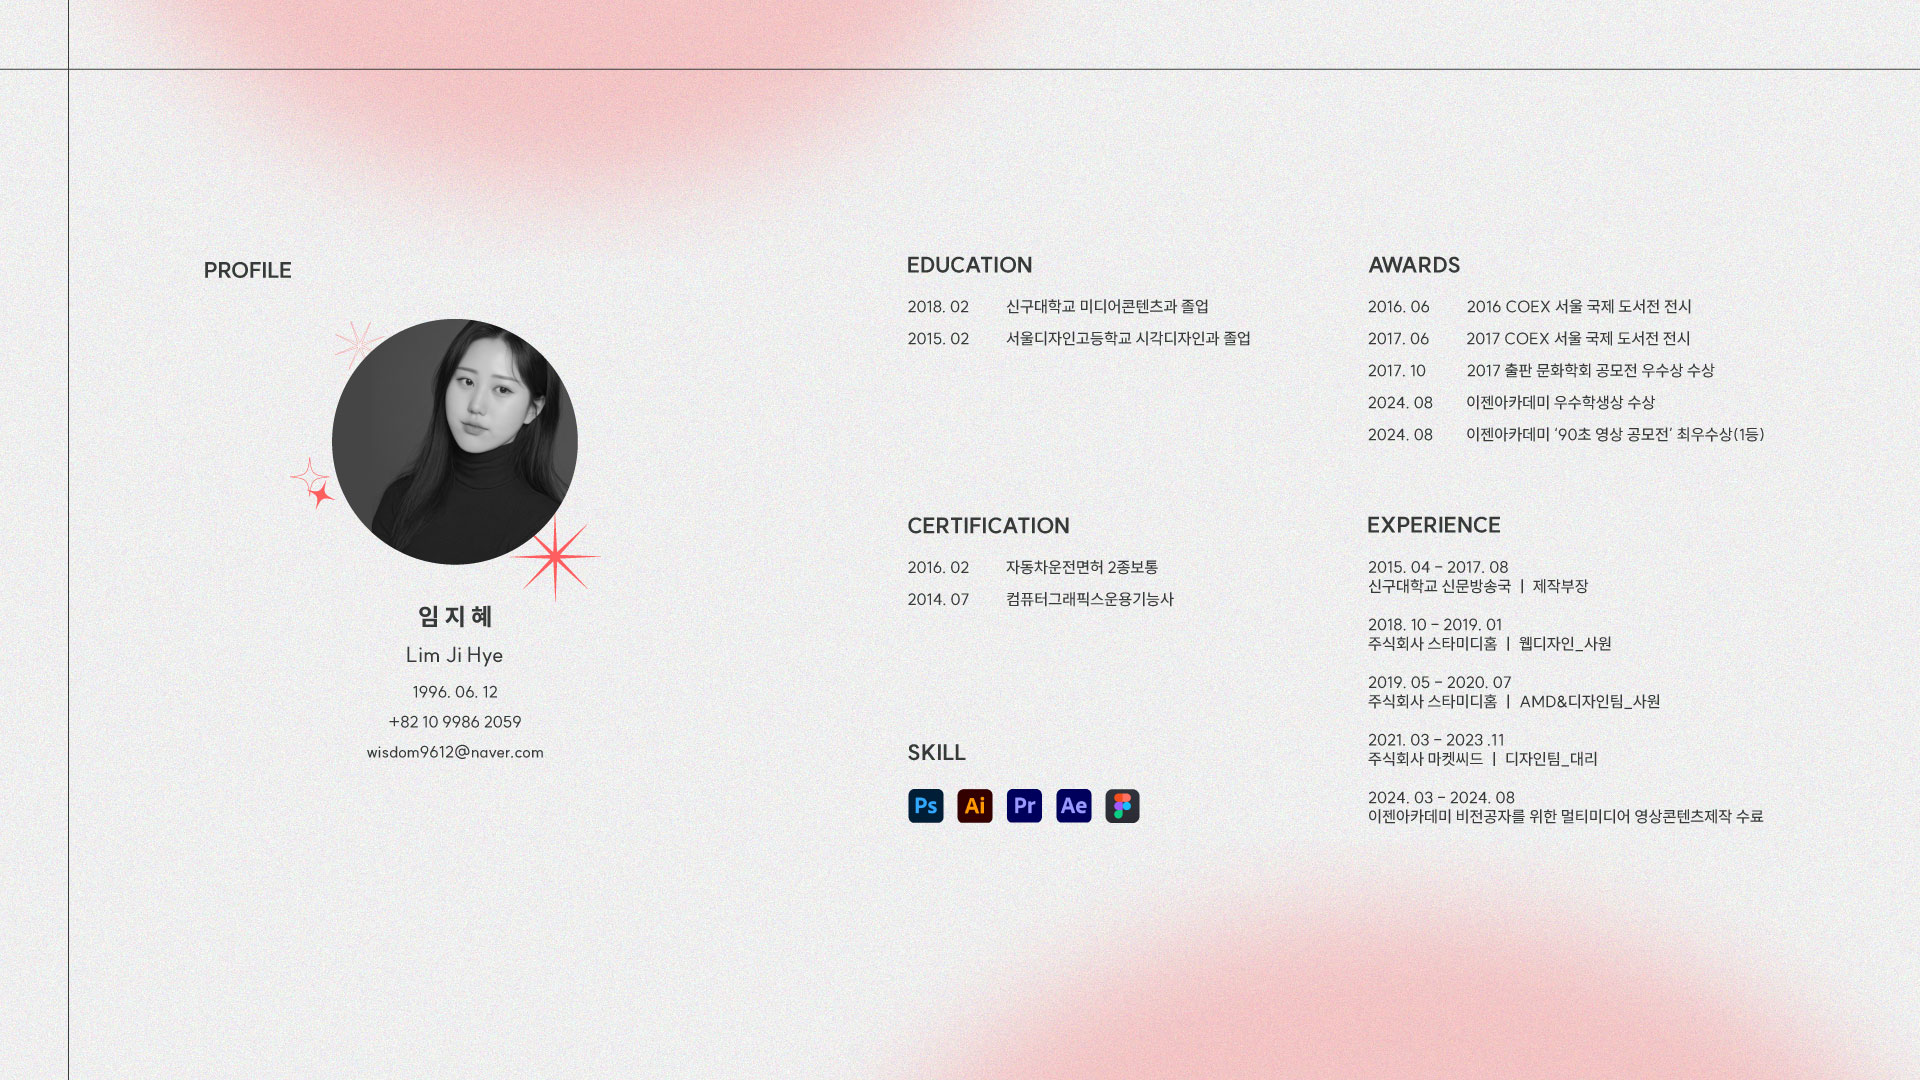 PROFILE
임지혜
Lim Ji Hye
1996. 06. 12
+82 10 9986 2059
wisdom9612@naver.com
EDUCATION
2018. 02 신구대학교 미디어콘텐츠과 졸업
2015. 02 서울디자인고등학교 시각디자인과 졸업
CERTIFICATION
2016. 02 자동차운전면허 2종보통
2014. 07 컴퓨터그래픽스운용기능사
SKILL
Ps Ai Pr Ae
AWARDS
2016. 06 2016 COEX 서울 국제 도서전 전시
2017. 06 2017 COEX 서울 국제 도서전 전시
2017. 10 2017 출판 문화학회 공모전 우수상 수상
2024. 08 이젠아카데미 우수학생상 수상
2024. 08 이젠아카데미 ‘90초 영상 공모전’ 최우수상(1등)
EXPERIENCE
2015. 04 – 2017. 08
신구대학교 신문방송국 | 제작부장
2018. 10 – 2019. 01
주식회사 스타미디홈 | 웹디자인_사원
2019. 05 – 2020. 07
주식회사 스타미디홈 | AMD&디자인팀_사원
2021. 03 – 2023 .11
주식회사 마켓씨드 | 디자인팀_대리
2024. 03 – 2024. 08
이젠아카데미 비전공자를 위한 멀티미디어 영상콘텐츠제작 수료